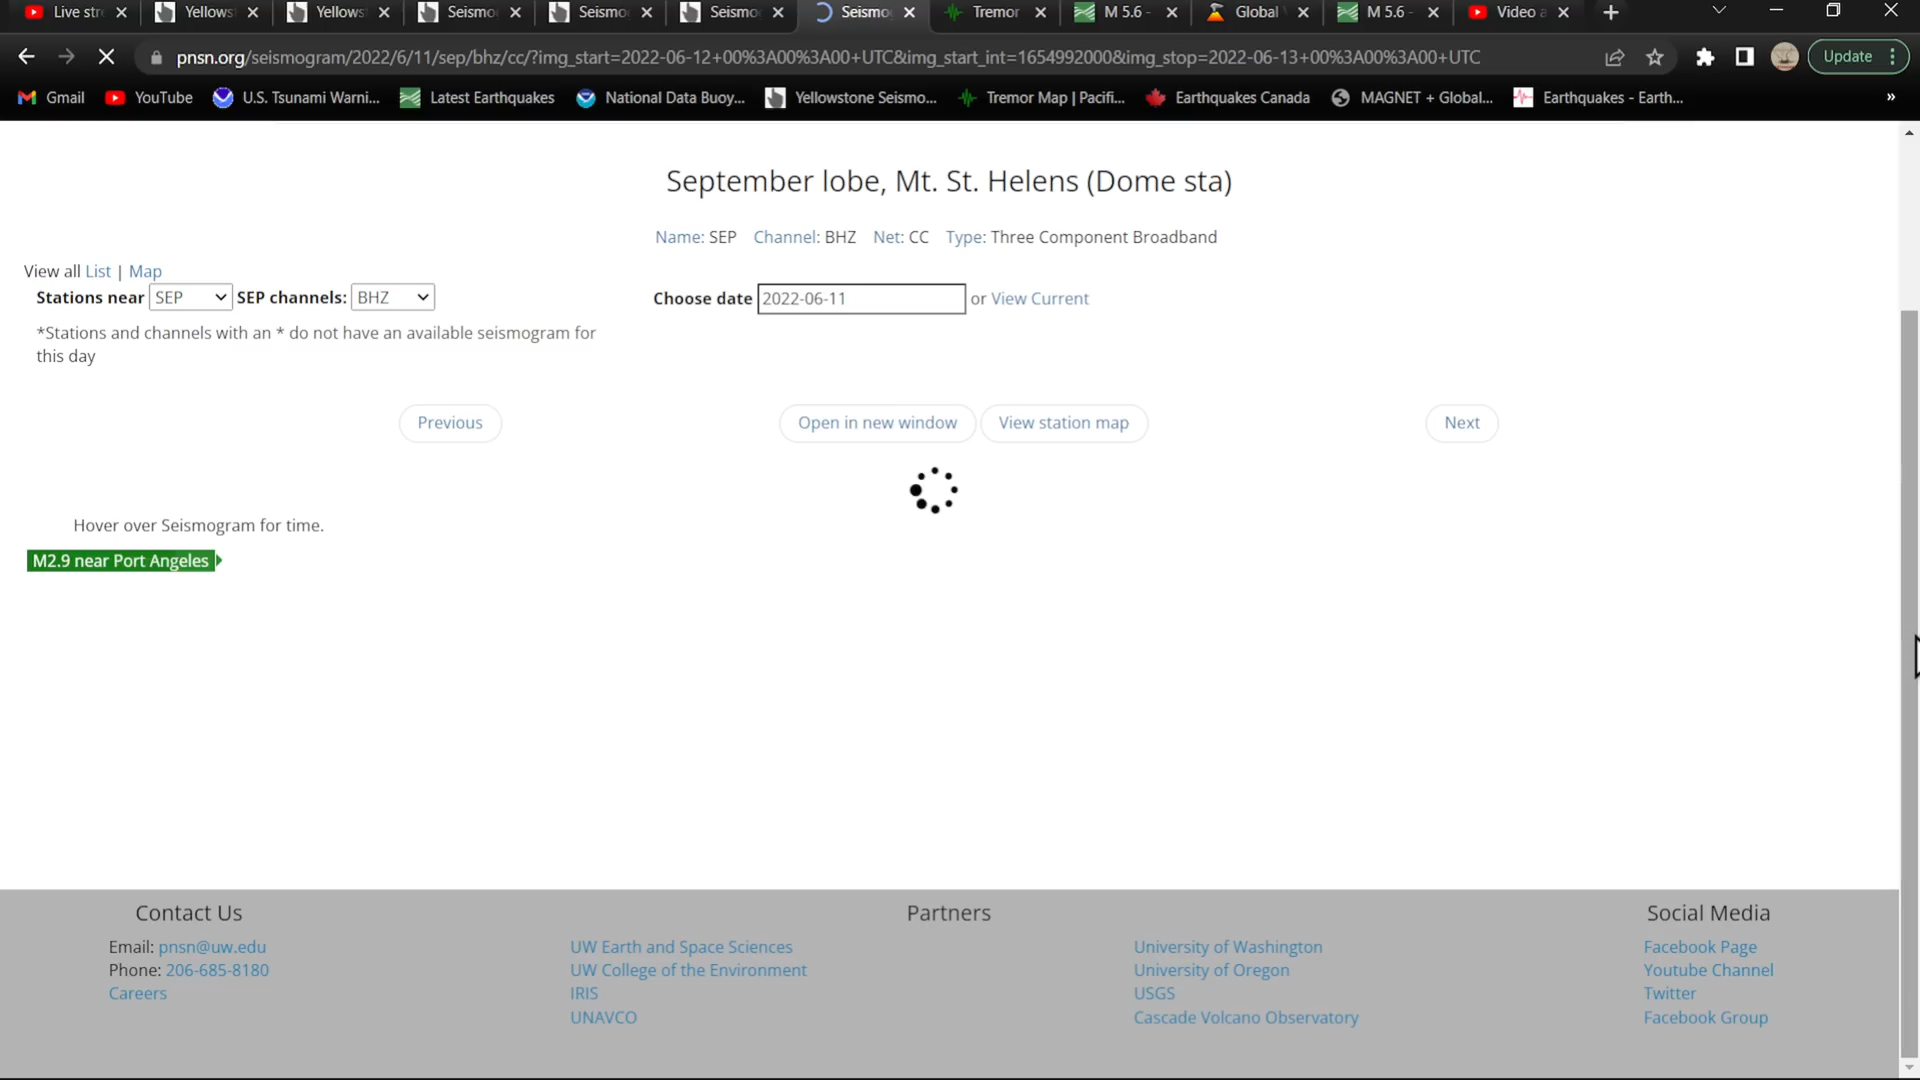 Live str
Yellows
Yellows
Seismo
Seismo
Seismo
Seismo
Tremor
M 5.6 -
Global
M 5.6 -
Video a
pnsn.org/seismogram/2022/6/11/sep/bhz/cc/?img_start=2022-06-12+00%3A00%3A00+UTC&img_start_int=1654992000&img_stop=2022-06-13+00%3A00%3A00+UTC
Update
Gmail
YouTube
U.S. Tsunami Warni...
Latest Earthquakes
National Data Buoy...
Yellowstone Seismo...
Tremor Map | Pacifi...
Earthquakes Canada
MAGNET + Global...
Earthquakes - Earth...
»
September lobe, Mt. St. Helens (Dome sta)
Name: SEP Channel: BHZ Net: CC Type: Three Component Broadband
View all List | Map
Stations near SEP SEP channels: BHZ
Choose date 2022-06-11 or View Current
*Stations and channels with an * do not have an available seismogram for
this day
Previous
Open in new window
View station map
Next
Hover over Seismogram for time.
M2.9 near Port Angeles
Contact Us
Email: pnsn@uw.edu
Phone: 206-685-8180
Careers
Partners
UW Earth and Space Sciences
UW College of the Environment
IRIS
UNAVCO
University of Washington
University of Oregon
USGS
Cascade Volcano Observatory
Social Media
Facebook Page
Youtube Channel
Twitter
Facebook Group